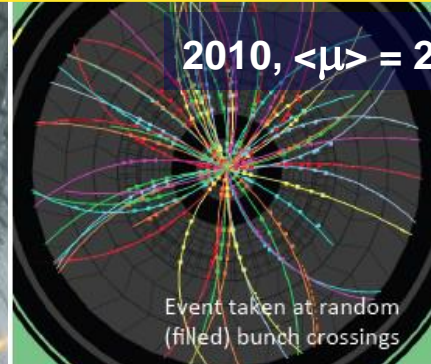 2010, <μ> = 2
Event taken at random
(filled) bunch crossings